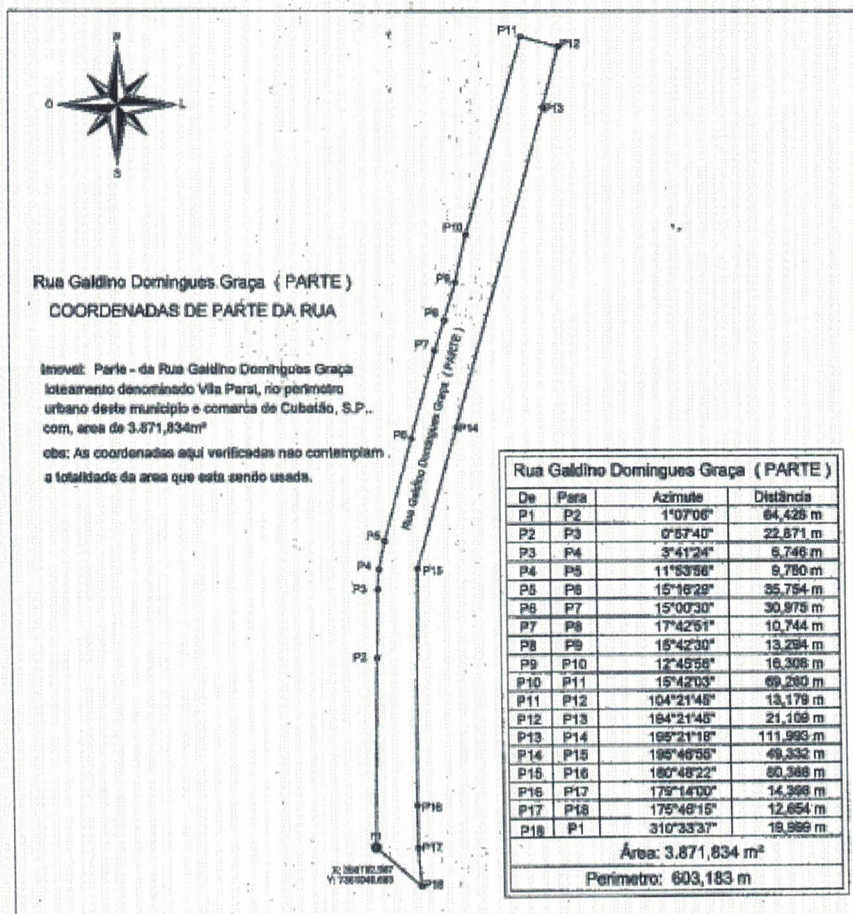 P11
P12
N
P13
O
L
S
P10
Rua Galdino Domingues Graça ( PARTE )
COORDENADAS DE PARTE DA RUA
P9
P8
P7
Imovel: Parte - da Rua Galdino Domingues Graça
loteamento denominado Vila Parsi, no perimetro
urbano deste municipio e comarca de Cubatão, S.P..
com, area de 3.871,834m²
obs: As coordenadas aqui verificadas nao contemplam
a totalidade da area que esta sendo usada.
Rua Galdino Domingues Graça ( PARTE )
P6
P14
P5
P4
P15
P3
P2
P16
P1
P17
P18
Rua Galdino Domingues Graça ( PARTE )
De Para Azimute Distância
P1 P2 1°07'06" 64,428 m
P2 P3 0°57'40" 22,871 m
P3 P4 3°41'24" 6,746 m
P4 P5 11°53'56" 9,780 m
P5 P6 15°16'29" 35,754 m
P6 P7 15°00'30" 30,975 m
P7 P8 17°42'51" 10,744 m
P8 P9 15°42'30" 13,294 m
P9 P10 12°45'56" 16,308 m
P10 P11 15°42'03" 69,280 m
P11 P12 104°21'45" 13,179 m
P12 P13 194°21'45" 21,109 m
P13 P14 195°21'18" 111,993 m
P14 P15 195°46'55" 49,332 m
P15 P16 180°48'22" 80,366 m
P16 P17 179°14'00" 14,398 m
P17 P18 175°46'15" 12,654 m
P18 P1 310°33'37" 19,969 m
Área: 3.871,834 m²
Perimetro: 603,183 m